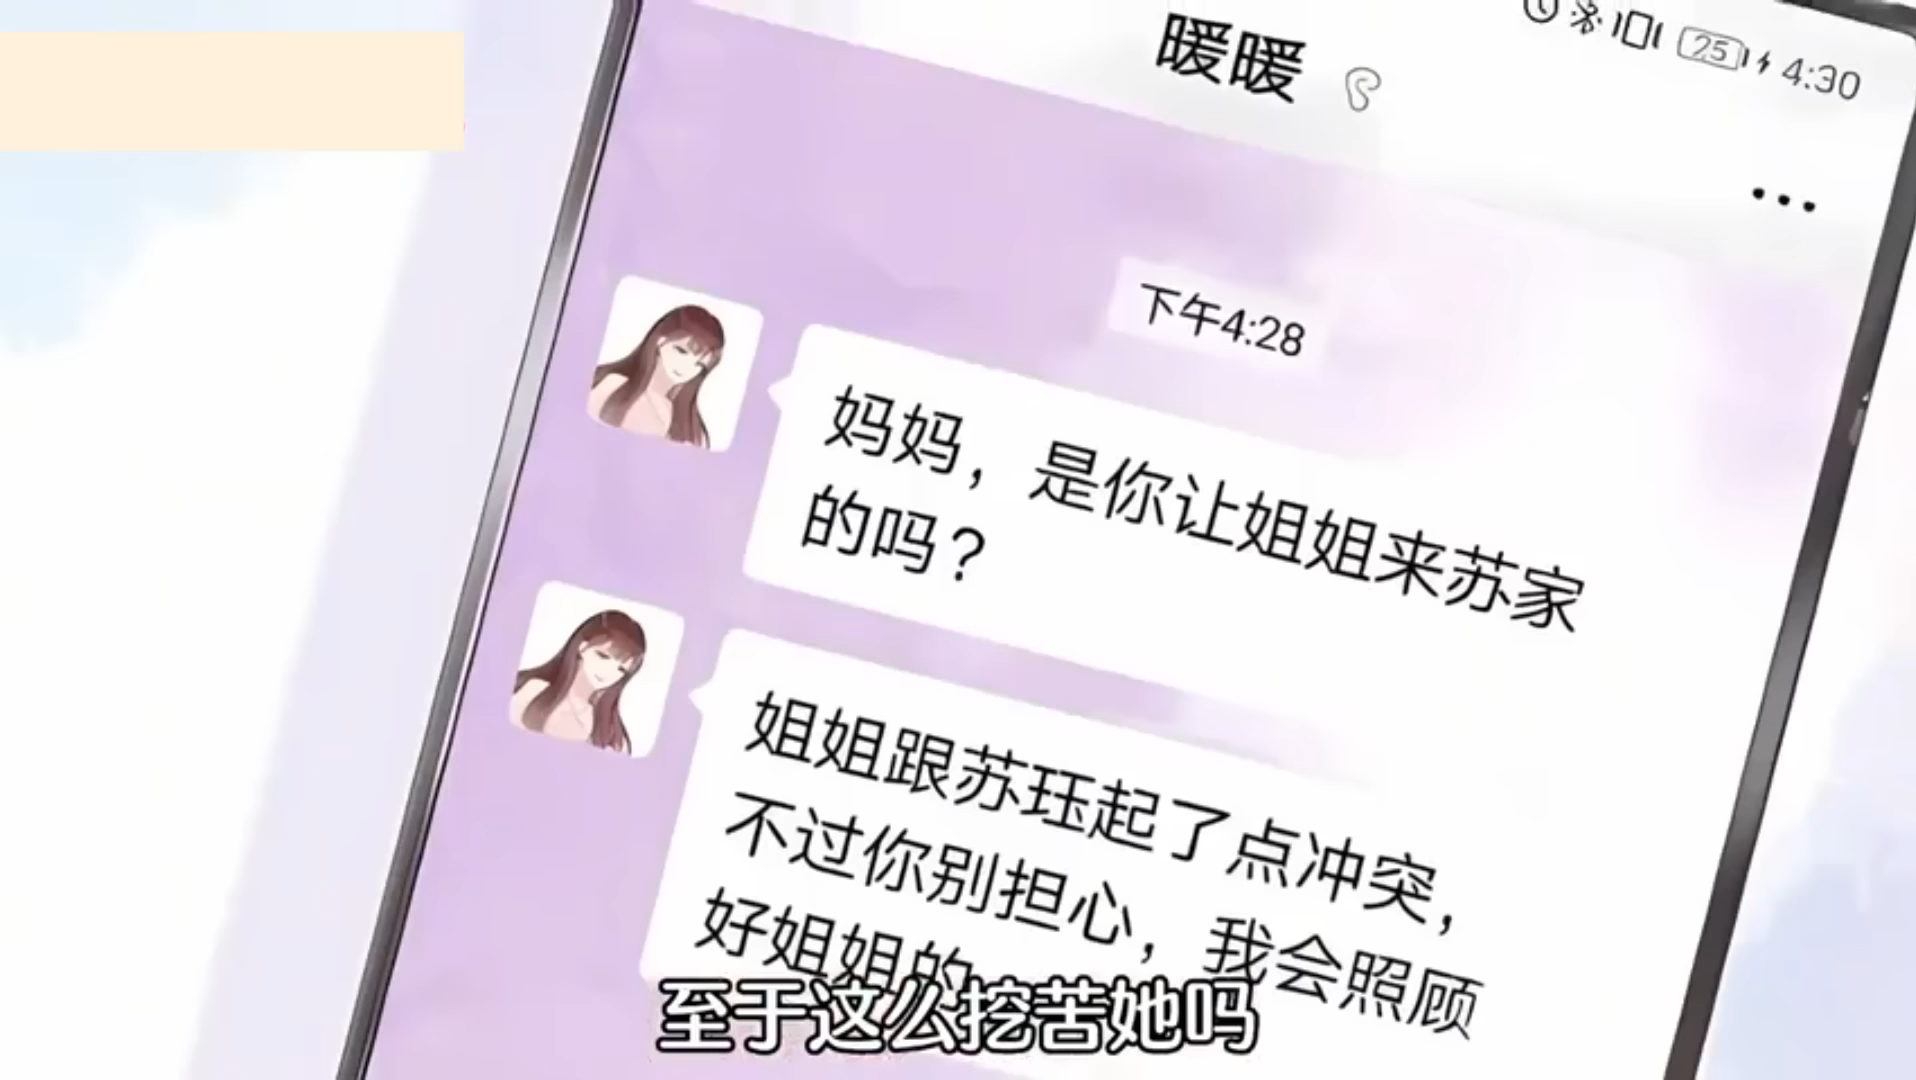 25 4:30
暖暖
下午4:28
妈妈，是你让姐姐来苏家
的吗？
姐姐跟苏珏起了点冲突，
不过你别担心，我会照顾
好姐姐的
至于这么挖苦她吗